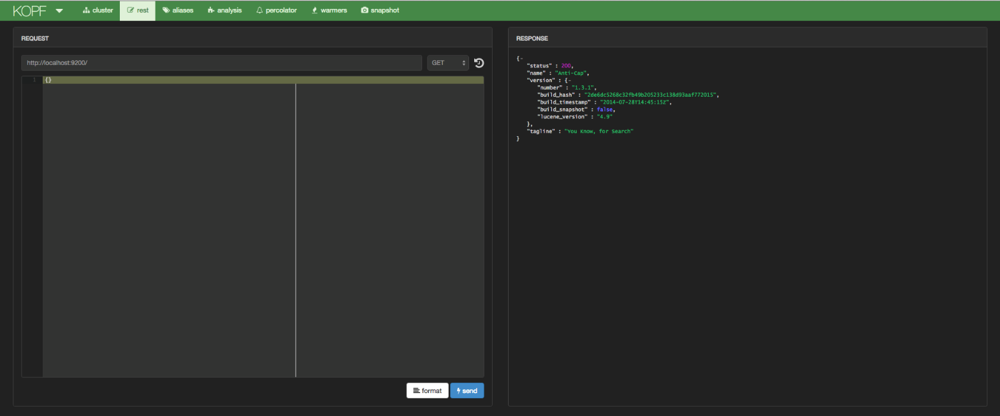 KOPF cluster rest aliases analysis percolator warmers snapshot
REQUEST
http://localhost:9200/ GET
1 {}
format send
RESPONSE
{-
"status" : 200,
"name" : "Anti-Cap",
"version" : {-
"number" : "1.3.1",
"build_hash" : "2de6dc5268c32fb49b205233c138d93aaf772015",
"build_timestamp" : "2014-07-28T14:45:15Z",
"build_snapshot" : false,
"lucene_version" : "4.9"
},
"tagline" : "You Know, for Search"
}